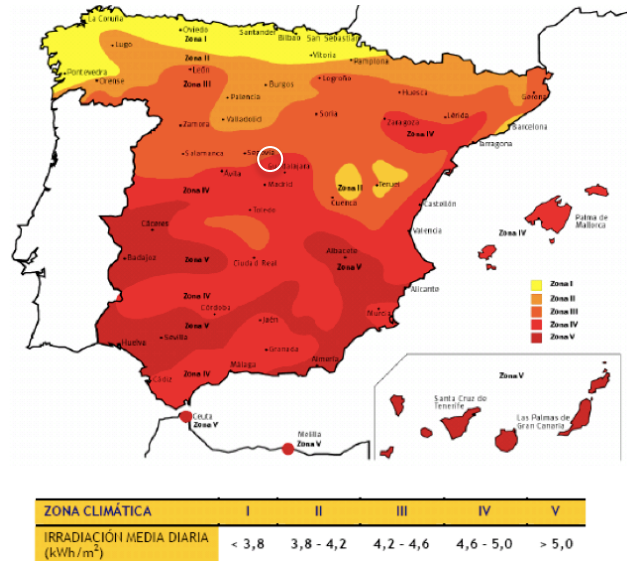 La Coruña
Oviedo
Santander
Bilbao
San Sebastian
Zona I
Lugo
Vitoria
Pamplona
Zona II
León
Pontevedra
Orense
Zona III
Burgos
Logroño
Huesca
Gerona
Palencia
Zamora
Valladolid
Soria
Zaragoza
Lérida
Zona IV
Barcelona
Tarragona
Salamanca
Ávila
Madrid
Zona IV
Zona II
Teruel
Cuenca
Toledo
Castellón
Palma de
Mallorca
Zona IV
Cáceres
Valencia
Badajoz
Zona V
Ciudad Real
Albacete
Zona V
Alicante
Zona IV
Córdoba
Jaén
Murcia
Zona V
Huelva
Sevilla
Granada
Almería
Málaga
Cádiz
Zona IV
Zona I
Zona II
Zona III
Zona IV
Zona V
Ceuta
Zona V
Melilla
Zona V
Zona V
Santa Cruz de
Tenerife
Las Palmas de
Gran Canaria
ZONA CLIMÁTICA I II III IV V
IRRADIACIÓN MEDIA DIARIA
(kWh/m²) < 3,8 3,8 - 4,2 4,2 - 4,6 4,6 - 5,0 > 5,0